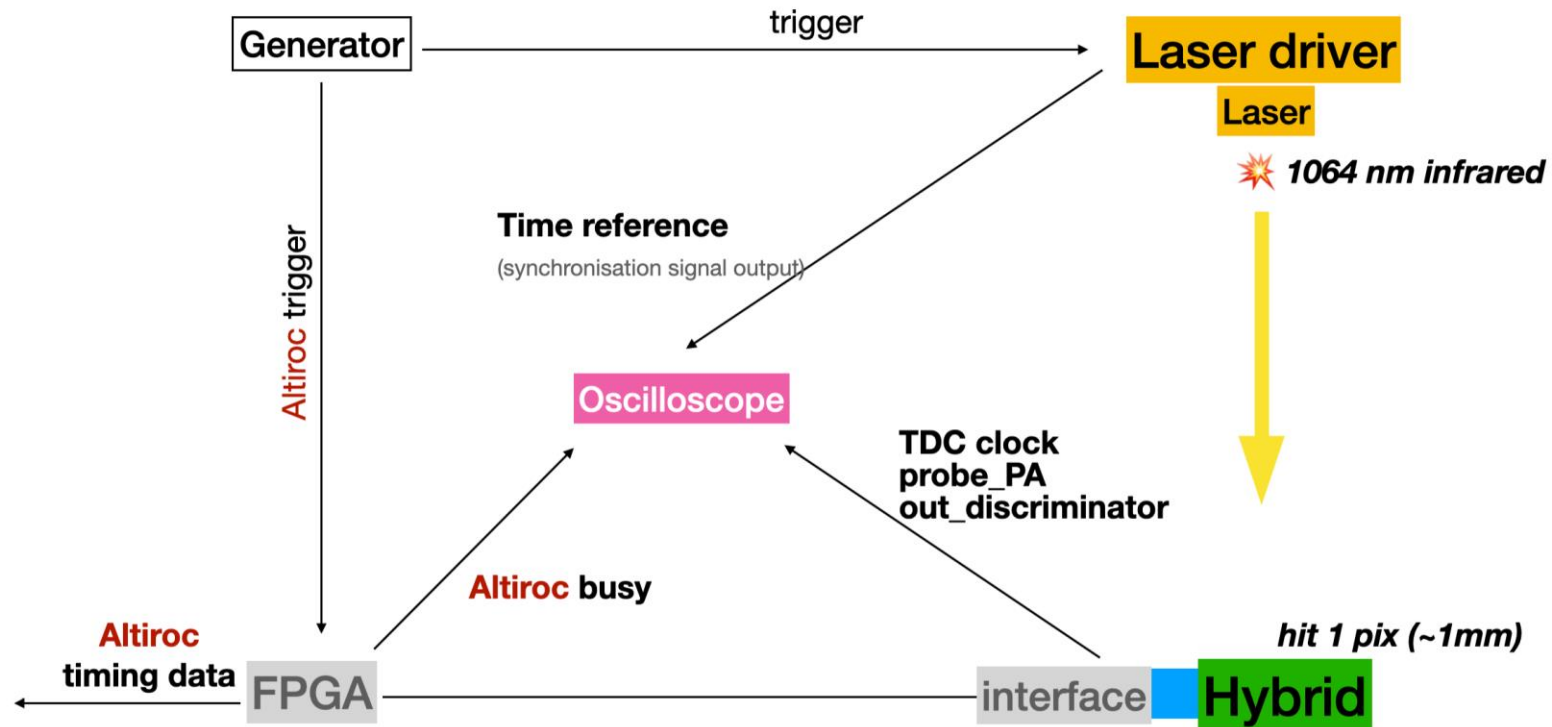 trigger
Generator
Laser driver
Laser
1064 nm infrared
Time reference
(synchronisation signal output)
Altiroc trigger
Oscilloscope
TDC clock
probe_PA
out_discriminator
Altiroc busy
hit 1 pix (~1mm)
Altiroc
timing data
FPGA
interface
Hybrid